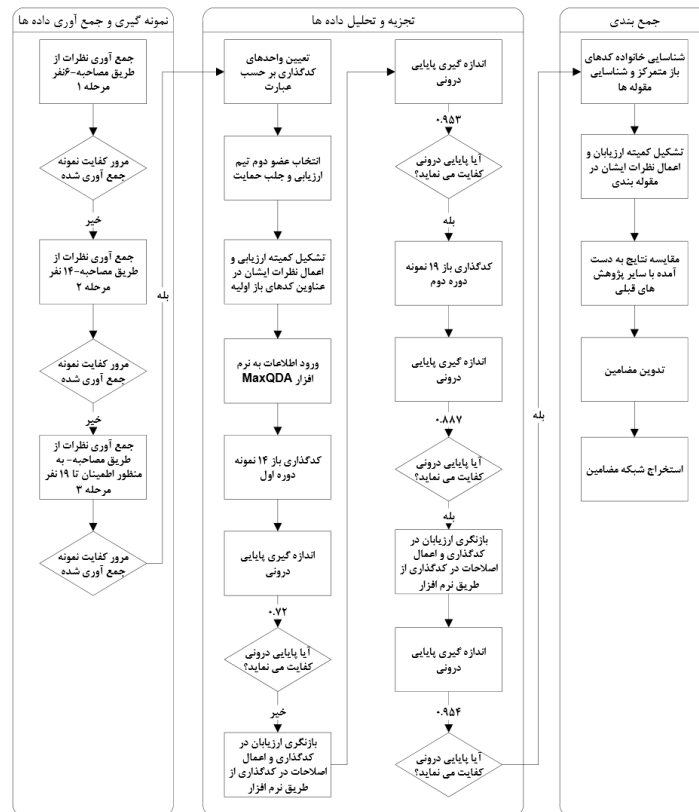 نمونه گیری و جمع آوری داده ها
جمع آوری نظرات از
طریق مصاحبه-۶نفر
مرحله ۱
مرور کفایت نمونه
جمع آوری شده
خیر
جمع آوری نظرات از
طریق مصاحبه-۱۴نفر
مرحله ۲
مرور کفایت نمونه
جمع آوری شده
خیر
جمع آوری نظرات از
طریق مصاحبه- به
منظور اطمینان تا ۱۹نفر
مرحله ۳
مرور کفایت نمونه
جمع آوری شده
بله
تجزیه و تحلیل داده ها
تعیین واحدهای
کدگذاری بر حسب
عبارت
انتخاب عضو دوم تیم
ارزیابی و جلب حمایت
تشکیل کمیته ارزیابی و
اعمال نظرات ایشان در
عناوین کدهای باز اولیه
ورود اطلاعات به نرم
افزار MaxQDA
کدگذاری باز ۱۴ نمونه
دوره اول
اندازه گیری پایایی
درونی
۰.۷۲
آیا پایایی درونی
کفایت می نماید؟
خیر
بازنگری ارزیابان در
کدگذاری و اعمال
اصلاحات در کدگذاری از
طریق نرم افزار
اندازه گیری پایایی
درونی
۰.۹۵۳
آیا پایایی درونی
کفایت می نماید؟
بله
کدگذاری باز ۱۹ نمونه
دوره دوم
اندازه گیری پایایی
درونی
۰.۸۸۷
آیا پایایی درونی
کفایت می نماید؟
بله
بازنگری ارزیابان در
کدگذاری و اعمال
اصلاحات در کدگذاری از
طریق نرم افزار
اندازه گیری پایایی
درونی
۰.۹۵۴
آیا پایایی درونی
کفایت می نماید؟
بله
جمع بندی
شناسایی خانواده کدهای
باز متمرکز و شناسایی
مقوله ها
تشکیل کمیته ارزیابان و
اعمال نظرات ایشان در
مقوله بندی
مقایسه نتایج به دست
آمده با سایر پژوهش
های قبلی
تدوین مضامین
استخراج شبکه مضامین